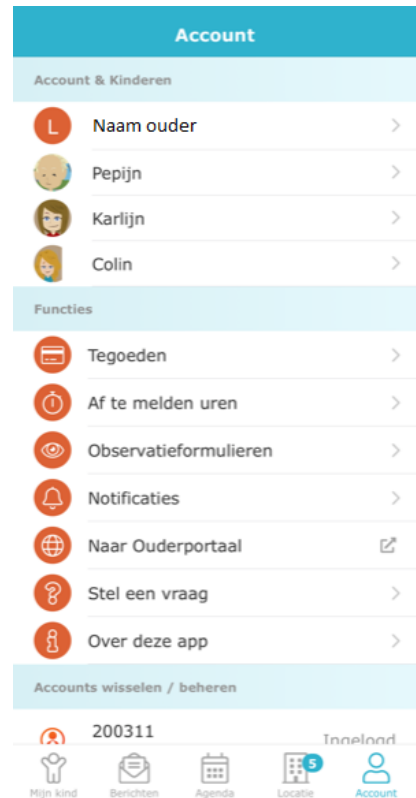 Account
Account & Kinderen
L Naam ouder
Pepijn
Karlijn
Colin
Functies
Tegoeden
Af te melden uren
Observatieformulieren
Notificaties
Naar Ouderportaal
Stel een vraag
Over deze app
Accounts wisselen / beheren
200311
Ingelogd
5
Mijn kind Berichten Agenda Locatie Account